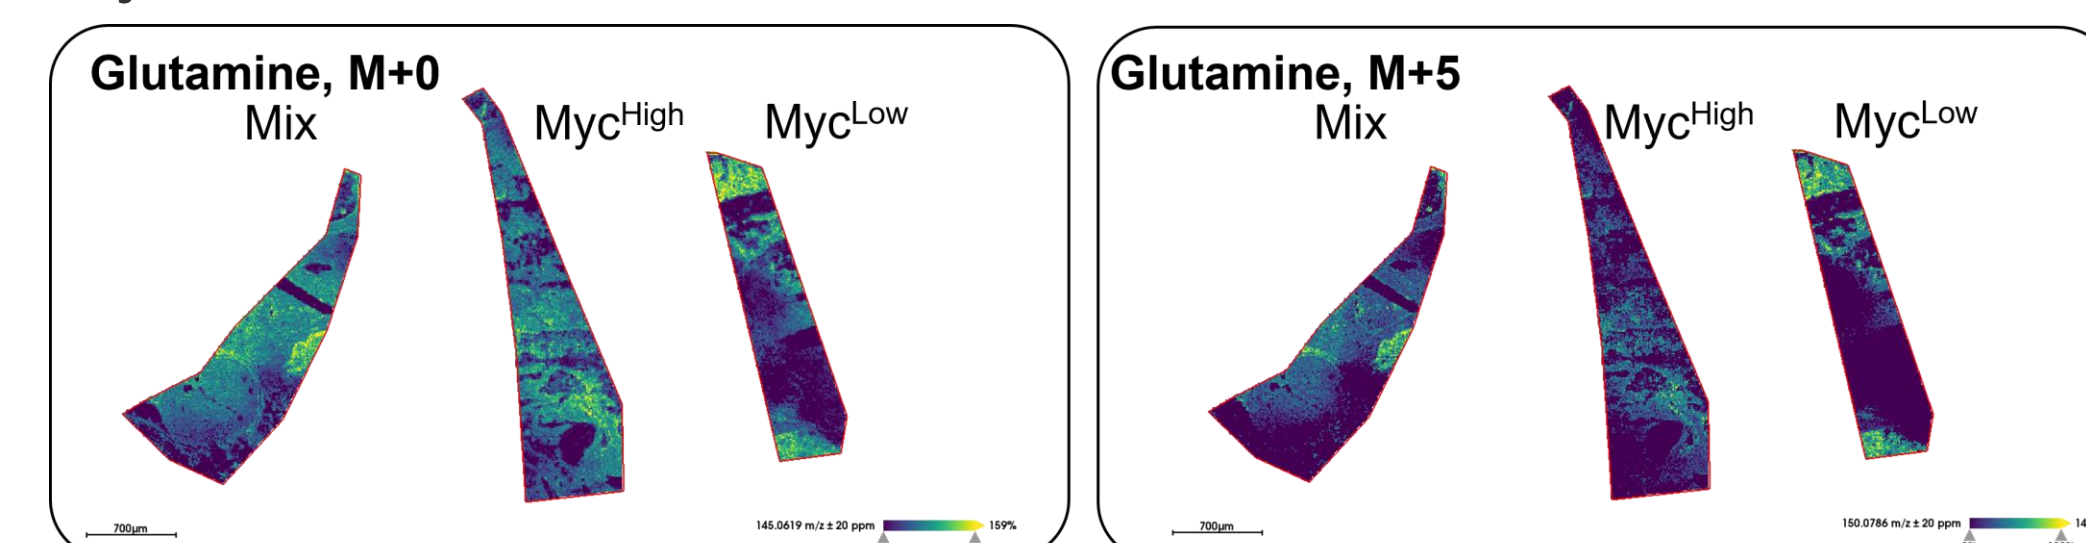 Glutamine, M+0
Mix
MycHigh
MycLow
700µm
145.0619 m/z ± 20 ppm
159%
Glutamine, M+5
Mix
MycHigh
MycLow
700µm
150.0786 m/z ± 20 ppm
14